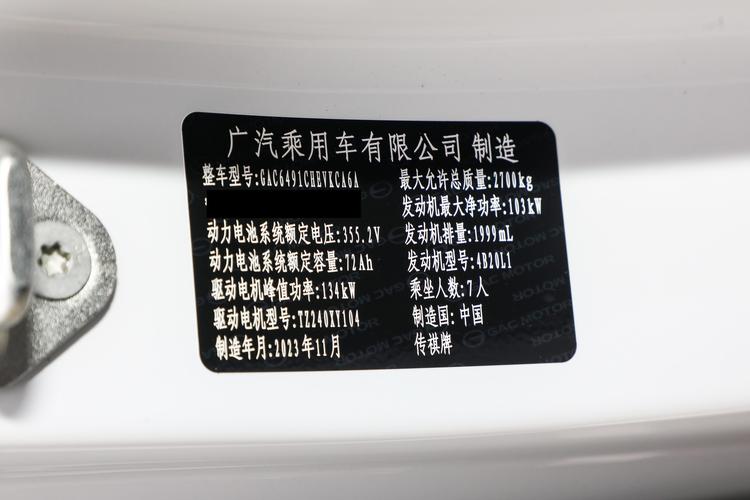 广汽乘用车有限公司 制造
整车型号:GAC6491CHEVKCA6A
最大允许总质量:2700kg
发动机最大净功率:103kW
动力电池系统额定电压:355.2V
发动机排量:1999mL
动力电池系统额定容量:72Ah
发动机型号:4B20L1
驱动电机峰值功率:134kW
乘坐人数:7人
驱动电机型号:TZ240XY104
制造国:中国
制造年月:2023年11月
传祺牌
GAC MOTOR